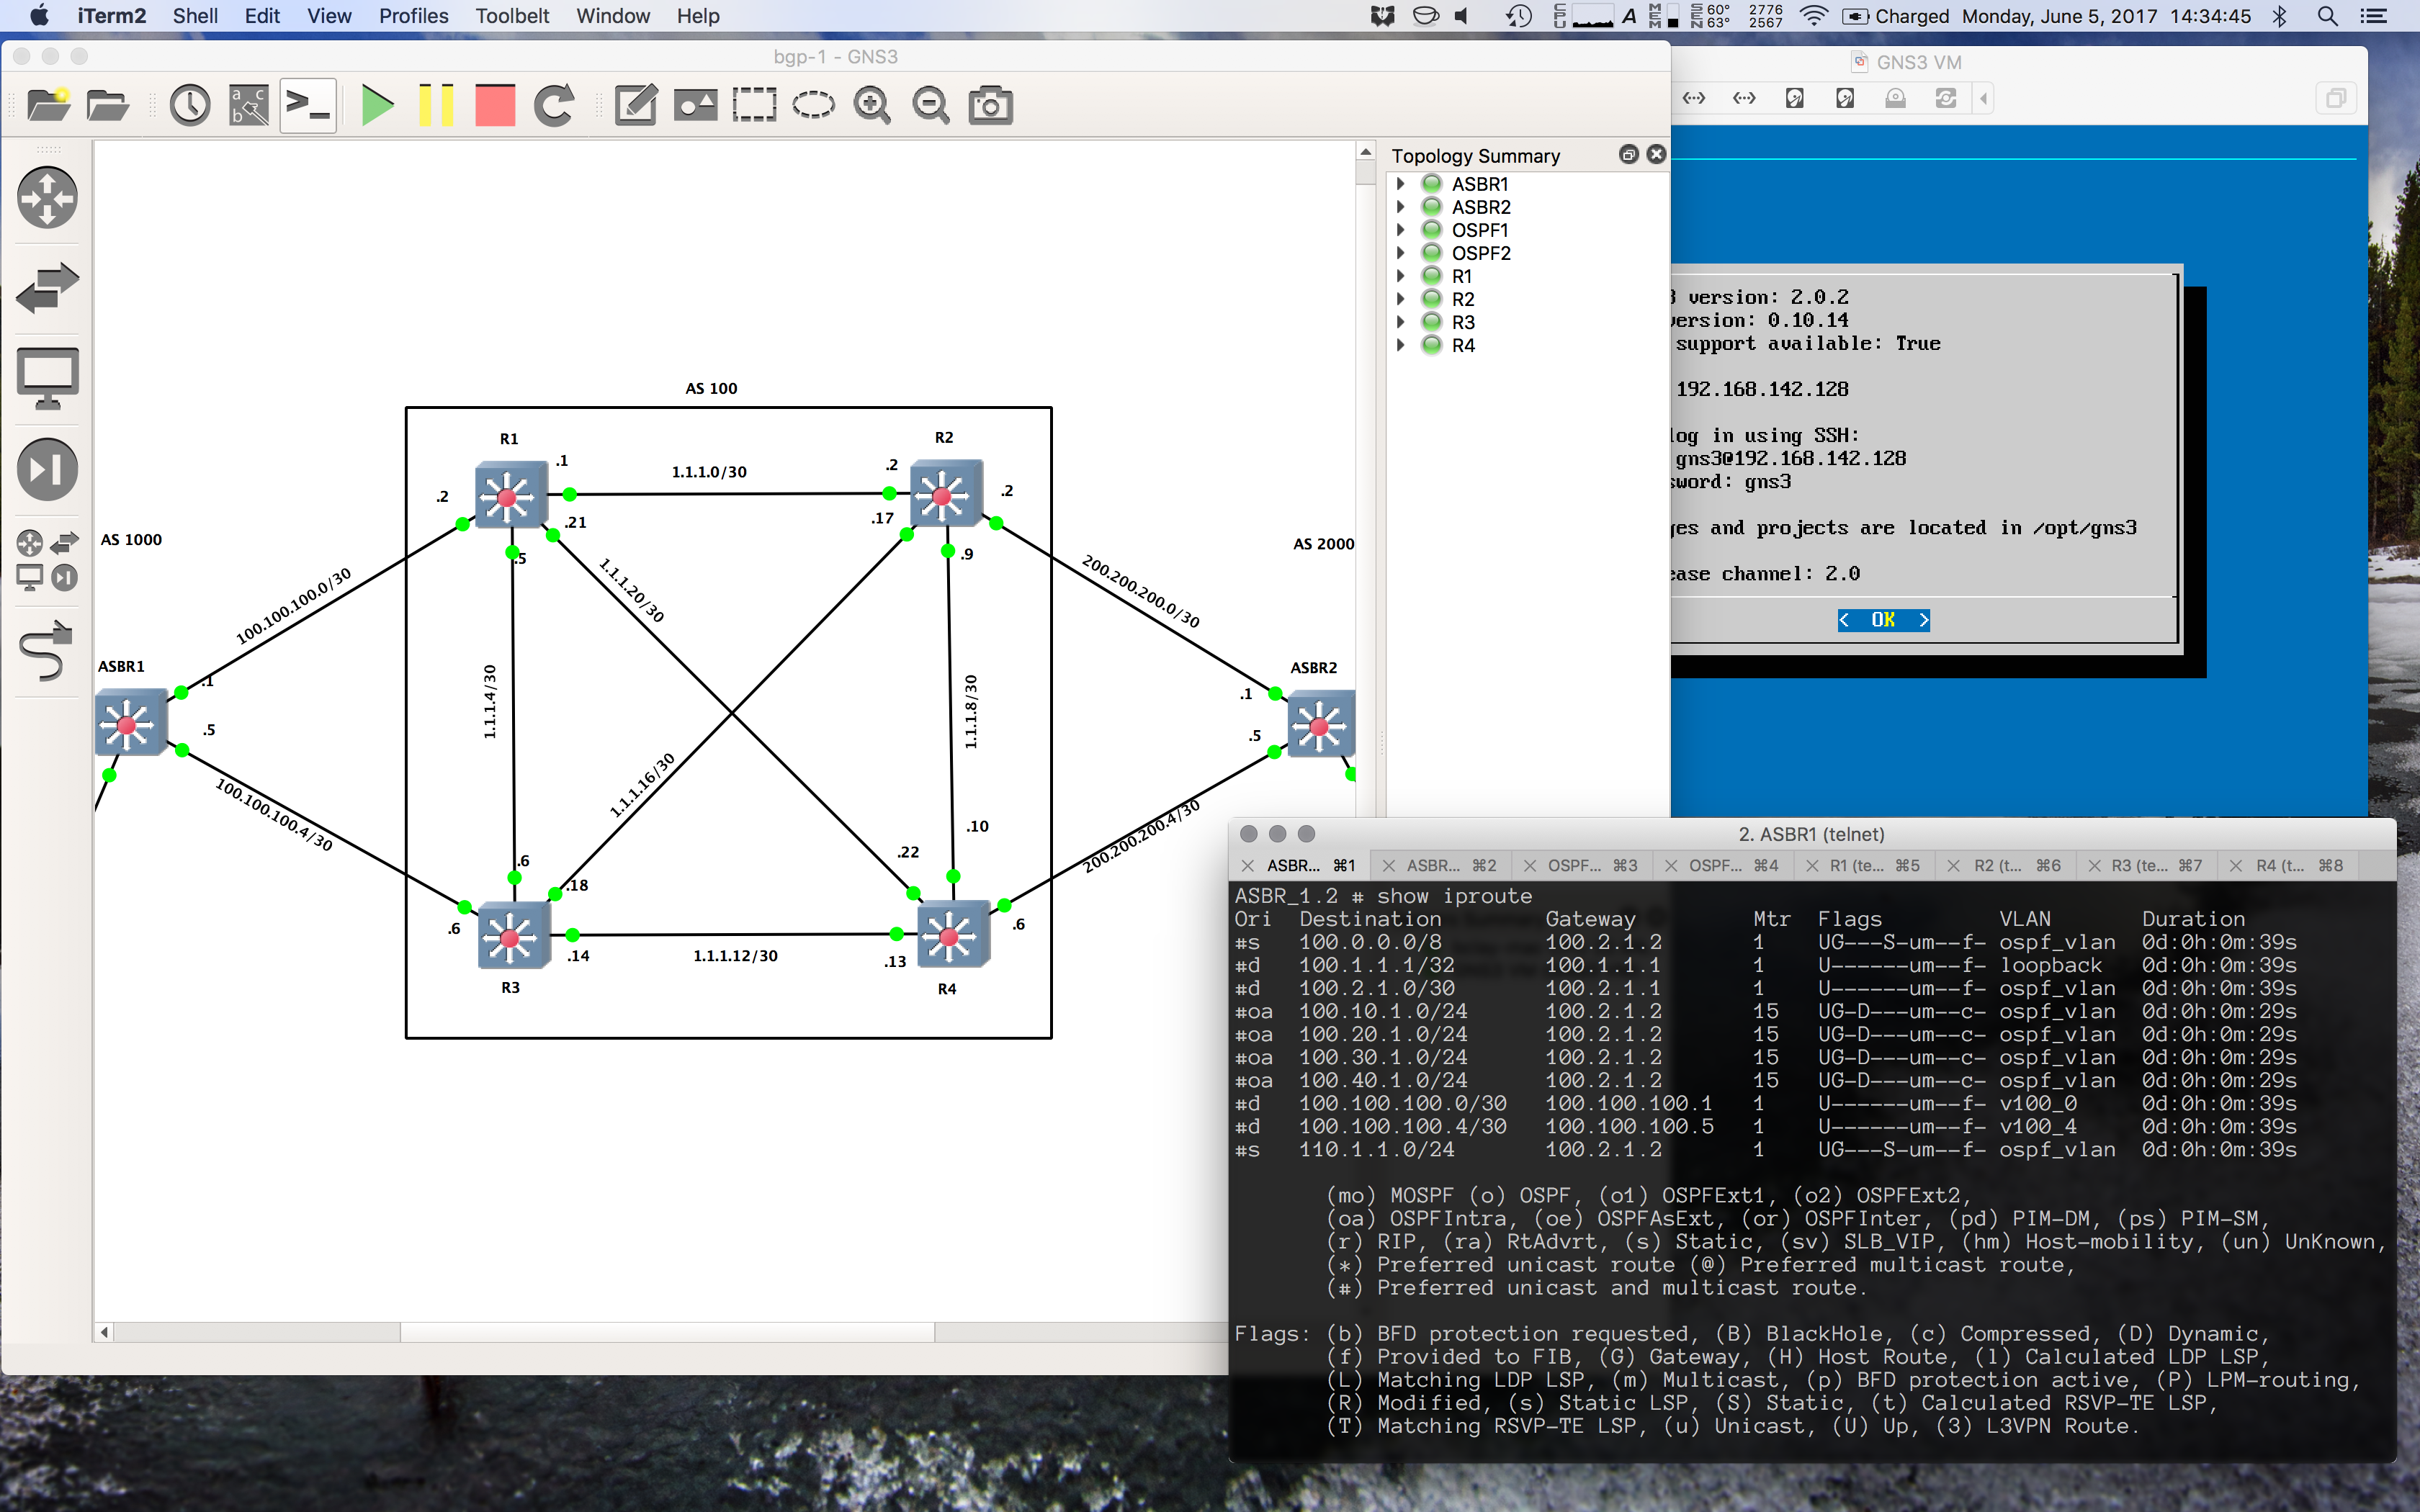 iTerm2 Shell Edit View Profiles Toolbelt Window Help
CPU A MEM SEN 60° 63° 2776 2567 Charged Monday, June 5, 2017 14:34:45
bgp-1 - GNS3
GNS3 VM
Topology Summary
ASBR1
ASBR2
OSPF1
OSPF2
R1
R2
R3
R4
AS 100
R1
R2
.1
1.1.1.0/30
.2
.2
.2
.21
.17
.5
.9
AS 1000
AS 2000
100.100.100.0/30
1.1.1.20/30
200.200.200.0/30
ASBR1
ASBR2
.1
.1
.5
.5
1.1.1.4/30
1.1.1.8/30
1.1.1.16/30
100.100.100.4/30
200.200.200.4/30
.10
.22
.6
.18
.6
.6
.14
1.1.1.12/30
.13
R3
R4
version: 2.0.2
version: 0.10.14
support available: True
192.168.142.128
log in using SSH:
gns3@192.168.142.128
sword: gns3
ges and projects are located in /opt/gns3
ease channel: 2.0
< OK >
2. ASBR1 (telnet)
ASBR... ⌘1 ASBR... ⌘2 OSPF... ⌘3 OSPF... ⌘4 R1 (te... ⌘5 R2 (t... ⌘6 R3 (te... ⌘7 R4 (t... ⌘8
ASBR_1.2 # show iproute
Ori Destination Gateway Mtr Flags VLAN Duration
#s 100.0.0.0/8 100.2.1.2 1 UG---S-um--f- ospf_vlan 0d:0h:0m:39s
#d 100.1.1.1/32 100.1.1.1 1 U------um--f- loopback 0d:0h:0m:39s
#d 100.2.1.0/30 100.2.1.1 1 U------um--f- ospf_vlan 0d:0h:0m:39s
#oa 100.10.1.0/24 100.2.1.2 15 UG-D---um--c- ospf_vlan 0d:0h:0m:29s
#oa 100.20.1.0/24 100.2.1.2 15 UG-D---um--c- ospf_vlan 0d:0h:0m:29s
#oa 100.30.1.0/24 100.2.1.2 15 UG-D---um--c- ospf_vlan 0d:0h:0m:29s
#oa 100.40.1.0/24 100.2.1.2 15 UG-D---um--c- ospf_vlan 0d:0h:0m:29s
#d 100.100.100.0/30 100.100.100.1 1 U------um--f- v100_0 0d:0h:0m:39s
#d 100.100.100.4/30 100.100.100.5 1 U------um--f- v100_4 0d:0h:0m:39s
#s 110.1.1.0/24 100.2.1.2 1 UG---S-um--f- ospf_vlan 0d:0h:0m:39s
(mo) MOSPF (o) OSPF, (o1) OSPFExt1, (o2) OSPFExt2,
(oa) OSPFIntra, (oe) OSPFAsExt, (or) OSPFInter, (pd) PIM-DM, (ps) PIM-SM,
(r) RIP, (ra) RtAdvrt, (s) Static, (sv) SLB_VIP, (hm) Host-mobility, (un) UnKnown,
(*) Preferred unicast route (@) Preferred multicast route,
(#) Preferred unicast and multicast route.
Flags: (b) BFD protection requested, (B) BlackHole, (c) Compressed, (D) Dynamic,
(f) Provided to FIB, (G) Gateway, (H) Host Route, (l) Calculated LDP LSP,
(L) Matching LDP LSP, (m) Multicast, (p) BFD protection active, (P) LPM-routing,
(R) Modified, (s) Static LSP, (S) Static, (t) Calculated RSVP-TE LSP,
(T) Matching RSVP-TE LSP, (u) Unicast, (U) Up, (3) L3VPN Route.